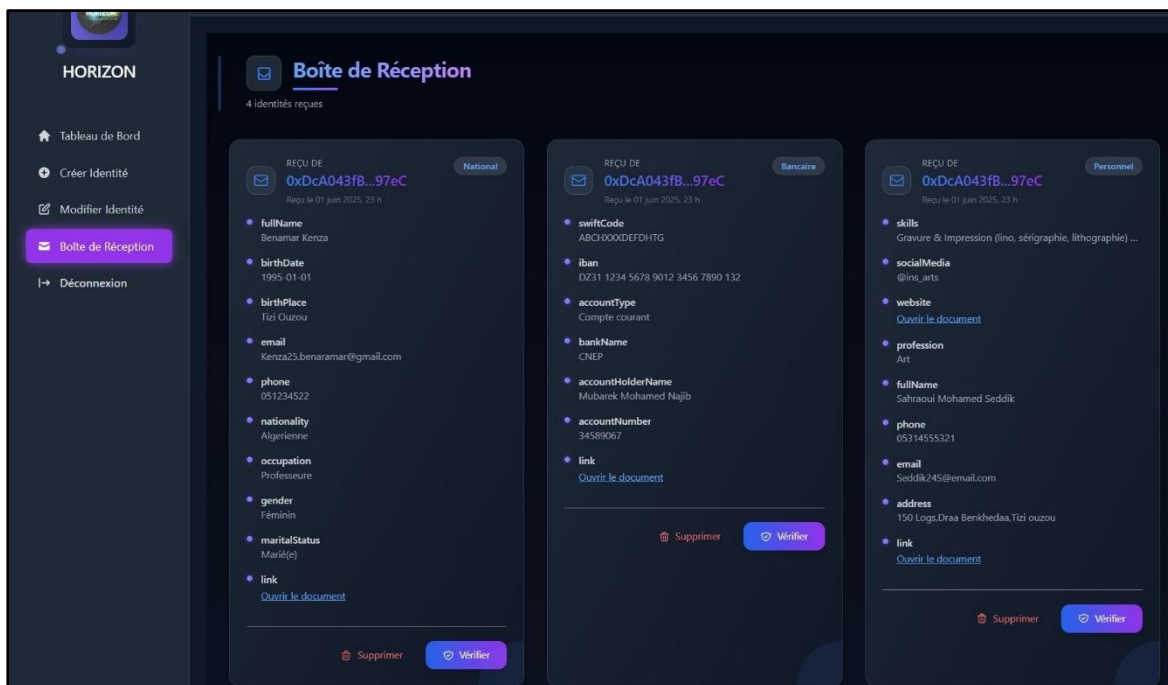 HORIZON
HORIZON
Tableau de Bord
Créer Identité
Modifier Identité
Boîte de Réception
Déconnexion
Boîte de Réception
4 identités reçues
REÇU DE
0xDcA043fB...97eC
Reçu le 01 juin 2025, 23 h
National
fullName
Benamar Kenza
birthDate
1995-01-01
birthPlace
Tizi Ouzou
email
Kenza25.benaramar@gmail.com
phone
051234522
nationality
Algerienne
occupation
Professeure
gender
Féminin
maritalStatus
Marié(e)
link
Ouvrir le document
Supprimer
Vérifier
REÇU DE
0xDcA043fB...97eC
Reçu le 01 juin 2025, 23 h
Bancaire
swiftCode
ABCHXXXDEFDHTG
iban
DZ31 1234 5678 9012 3456 7890 132
accountType
Compte courant
bankName
CNEP
accountHolderName
Mubarek Mohamed Najib
accountNumber
34589067
link
Ouvrir le document
Supprimer
Vérifier
REÇU DE
0xDcA043fB...97eC
Reçu le 01 juin 2025, 23 h
Personnel
skills
Gravure & Impression (lino, sérigraphie, lithographie) ...
socialMedia
@ins_arts
website
Ouvrir le document
profession
Art
fullName
Sahraoui Mohamed Seddik
phone
05314555321
email
Seddik24S@email.com
address
150 Logs,Draa Benkhedaa,Tizi ouzou
link
Ouvrir le document
Supprimer
Vérifier